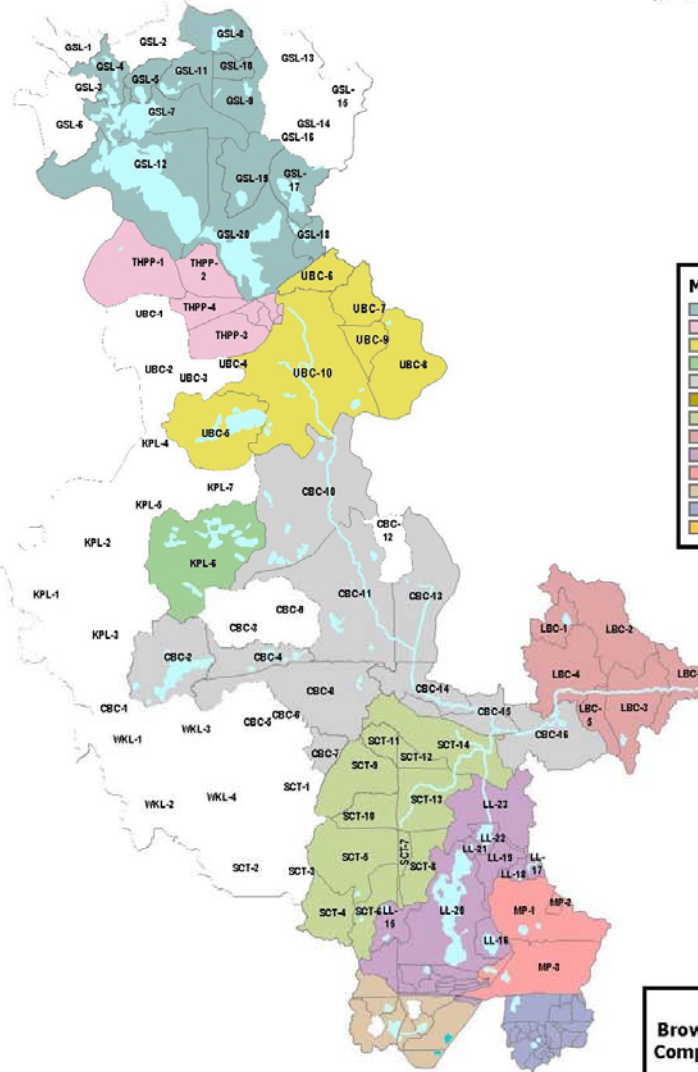 GSL-1
GSL-2
GSL-8
GSL-13
GSL-4
GSL-5
GSL-11
GSL-10
GSL-3
GSL-9
GSL-
15
GSL-7
GSL-6
GSL-14
GSL-16
GSL-12
GSL-19
GSL-
17
GSL-20
GSL-18
THPP-1
THPP-
2
UBC-6
THPP-4
UBC-1
UBC-7
THPP-3
UBC-9
UBC-4
UBC-2
UBC-3
UBC-10
UBC-8
UBC-5
KPL-4
KPL-7
CBC-10
KPL-5
CBC-
12
KPL-2
KPL-6
KPL-1
CBC-11
CBC-13
CBC-9
CBC-3
KPL-3
CBC-2
CBC-4
LBC-1
LBC-2
LBC-4
LBC-
CBC-14
CBC-8
CBC-1
CBC-5
CBC-6
CBC-15
LBC-
5
LBC-3
WKL-3
WKL-1
CBC-16
CBC-7
SCT-11
SCT-14
SCT-12
SCT-9
SCT-1
SCT-13
WKL-4
WKL-2
LL-23
SCT-10
LL-22
LL-21
LL-19
SCT-7
SCT-5
SCT-8
LL-
17
LL-18
SCT-2
SCT-3
SCT-4
SCT-6
LL-
15
LL-20
MP-1
MP-2
LL-16
MP-3
M
Brow
Comp